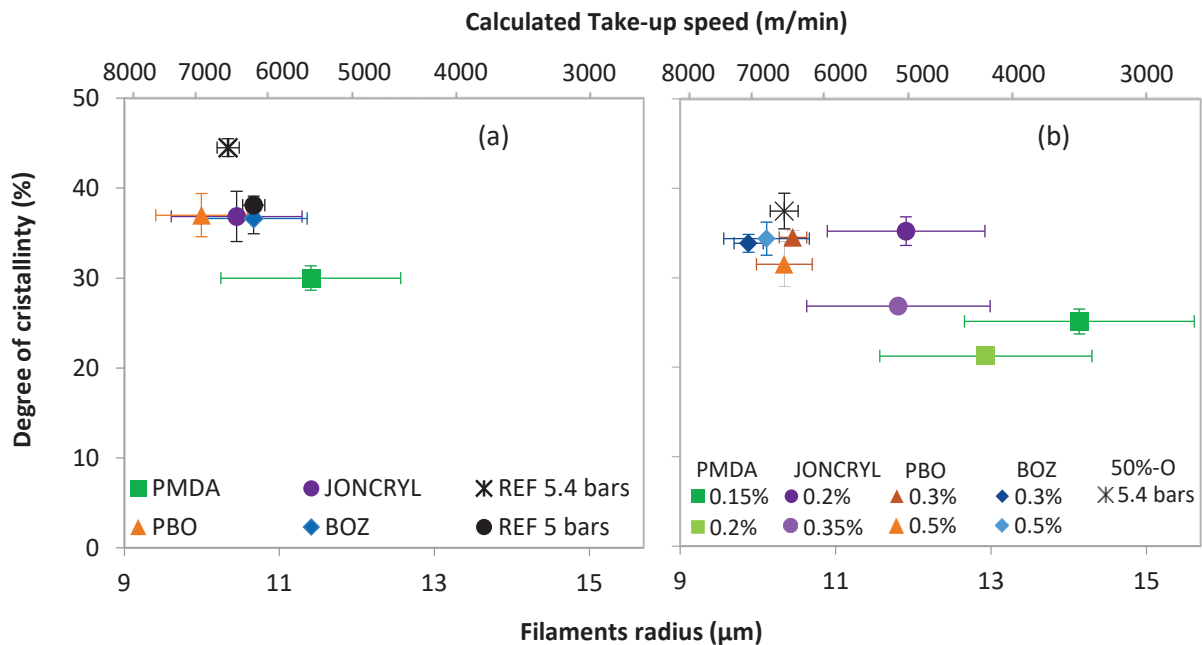 Calculated Take-up speed (m/min)
8000 7000 6000 5000 4000 3000 8000 7000 6000 5000 4000 3000
50
(a) (b)
40
30
20
10
0
Degree of cristallinty (%)
PMDA JONCRYL REF 5.4 bars
PBO BOZ REF 5 bars
PMDA JONCRYL PBO BOZ 50%-O
0.15% 0.2% 0.3% 0.3% 5.4 bars
0.2% 0.35% 0.5% 0.5%
9 11 13 15 9 11 13 15
Filaments radius (µm)